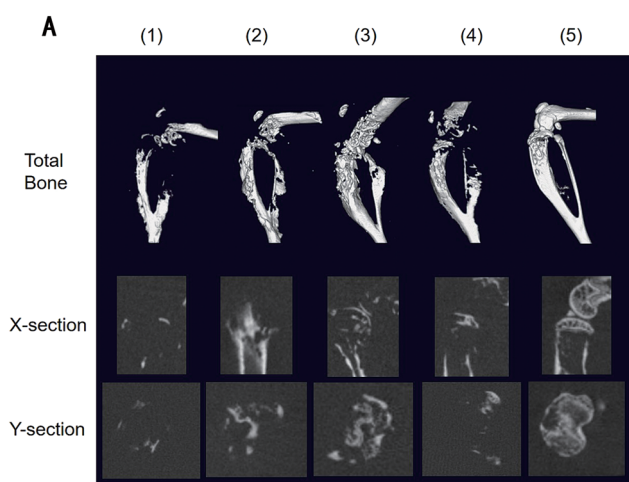 A
(1) (2) (3) (4) (5)
Total
Bone
X-section
Y-section